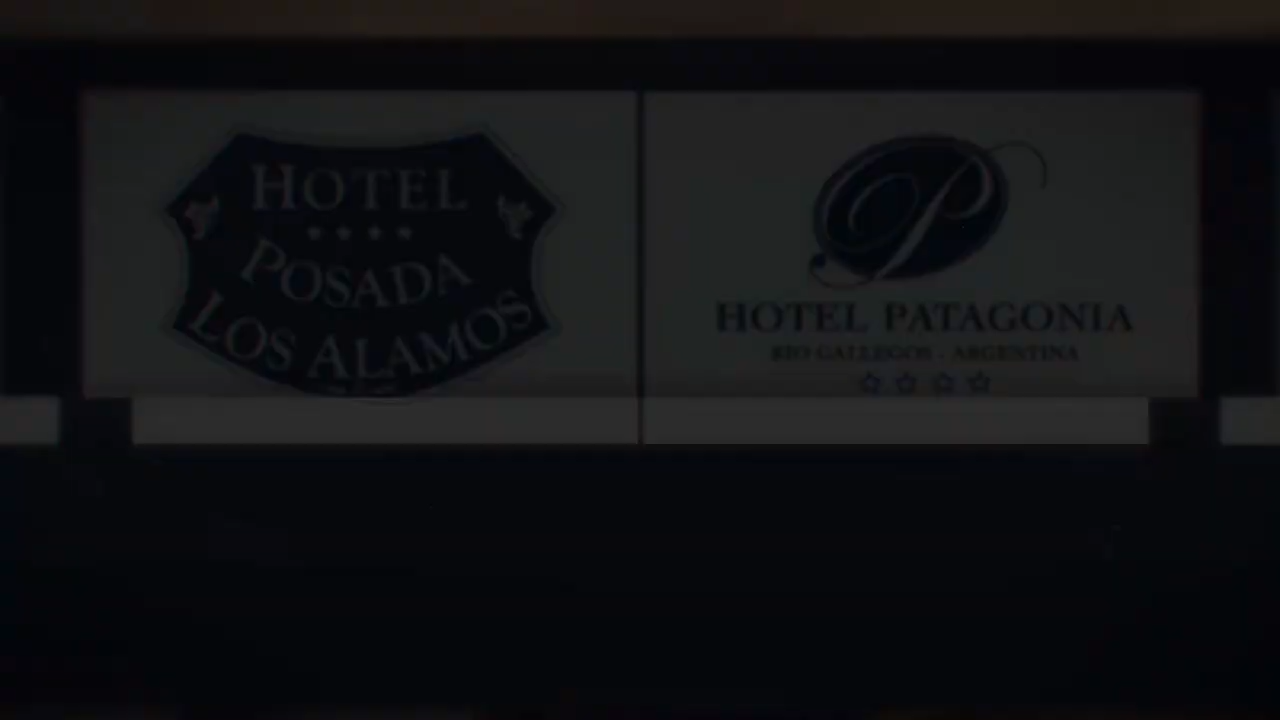 HOTEL
POSADA
LOS ALAMOS
P
HOTEL PATAGONIA
RIO GALLEGOS - ARGENTINA